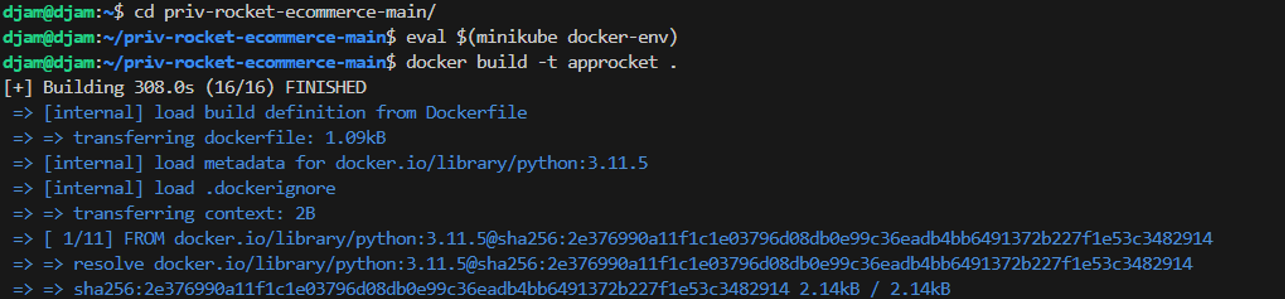 djam@djam:~$ cd priv-rocket-ecommerce-main/
djam@djam:~/priv-rocket-ecommerce-main$ eval $(minikube docker-env)
djam@djam:~/priv-rocket-ecommerce-main$ docker build -t approcket .
[+] Building 308.0s (16/16) FINISHED
=> [internal] load build definition from Dockerfile
=> => transferring dockerfile: 1.09kB
=> [internal] load metadata for docker.io/library/python:3.11.5
=> [internal] load .dockerignore
=> => transferring context: 2B
=> [ 1/11] FROM docker.io/library/python:3.11.5@sha256:2e376990a11f1c1e03796d08db0e99c36eadb4bb6491372b227f1e53c3482914
=> => resolve docker.io/library/python:3.11.5@sha256:2e376990a11f1c1e03796d08db0e99c36eadb4bb6491372b227f1e53c3482914
=> => sha256:2e376990a11f1c1e03796d08db0e99c36eadb4bb6491372b227f1e53c3482914 2.14kB / 2.14kB